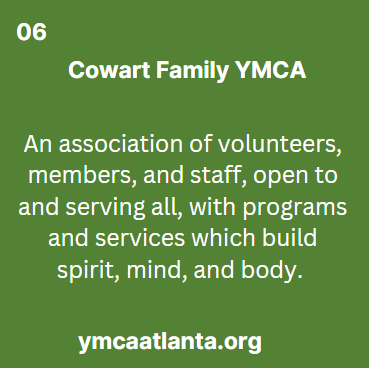 06
Cowart Family YMCA
An association of volunteers,
members, and staff, open to
and serving all, with programs
and services which build
spirit, mind, and body.
ymcaatlanta.org